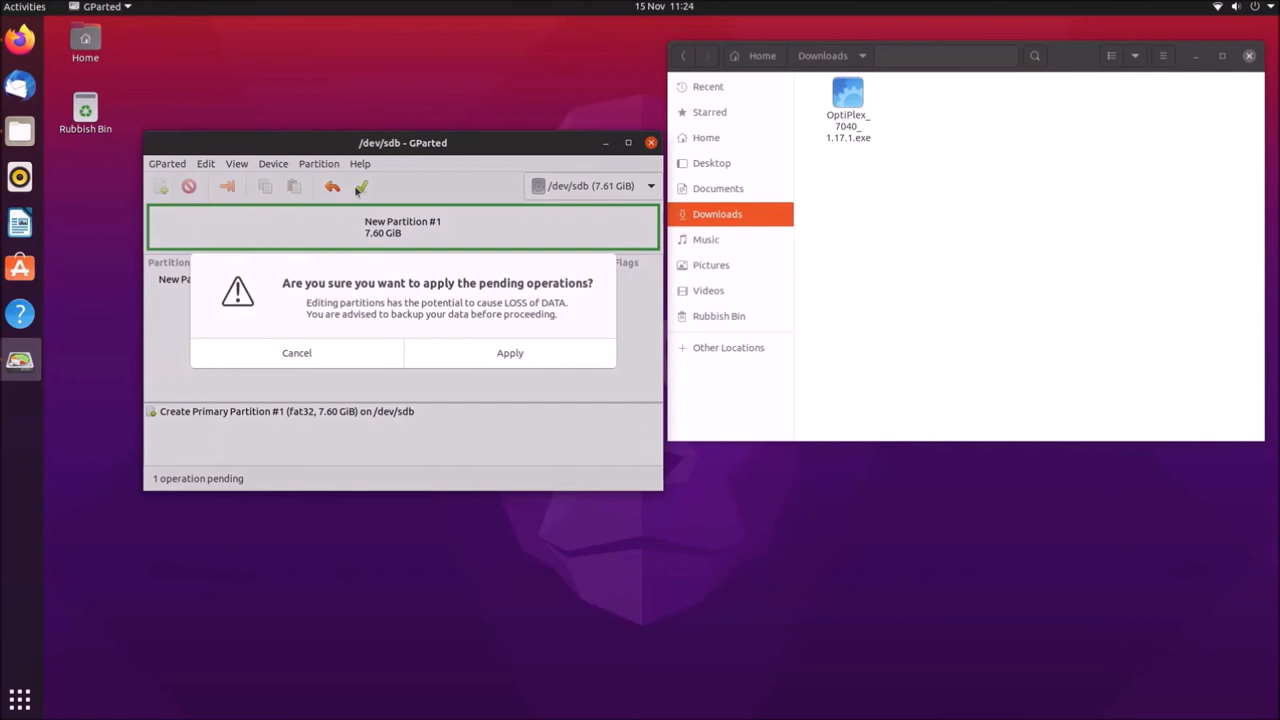 Activities
GParted
15 Nov 11:24
Home
Rubbish Bin
/dev/sdb - GParted
GParted
Edit
View
Device
Partition
Help
/dev/sdb (7.61 GiB)
New Partition #1
7.60 GiB
Partition
Flags
New Pa
Are you sure you want to apply the pending operations?
Editing partitions has the potential to cause LOSS of DATA.
You are advised to backup your data before proceeding.
Cancel
Apply
Create Primary Partition #1 (fat32, 7.60 GiB) on /dev/sdb
1 operation pending
Home
Downloads
Recent
Starred
Home
Desktop
Documents
Downloads
Music
Pictures
Videos
Rubbish Bin
Other Locations
OptiPlex_
7040_
1.17.1.exe